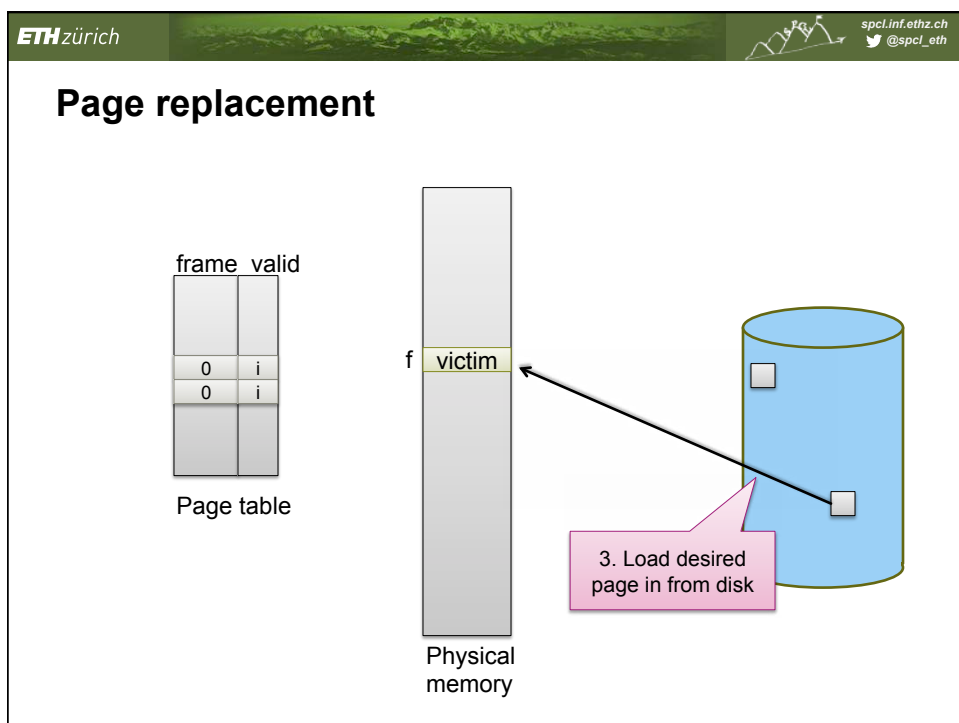 ETH zürich
spcl.inf.ethz.ch
@spcl_eth
Page replacement
frame valid
0 i
0 i
Page table
f victim
3. Load desired
page in from disk
Physical
memory